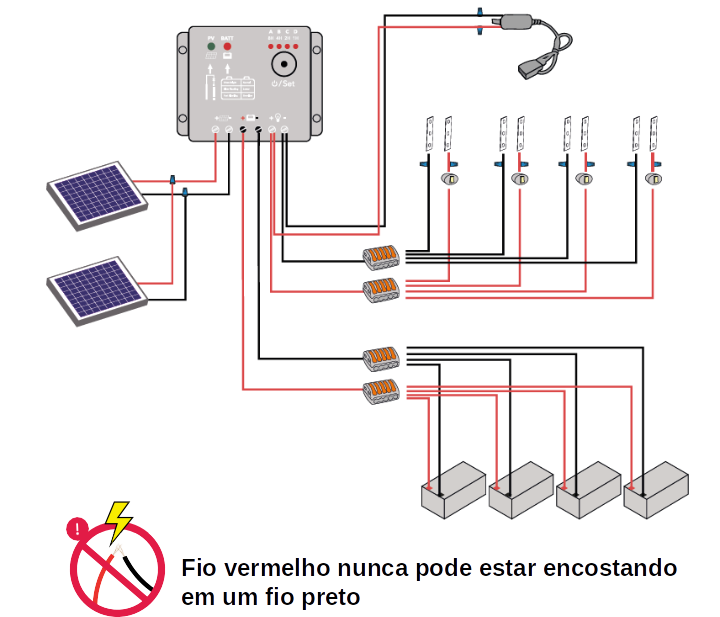 PV BATT
A B C D
⏻/Set
!
Fio vermelho nunca pode estar encostando
em um fio preto